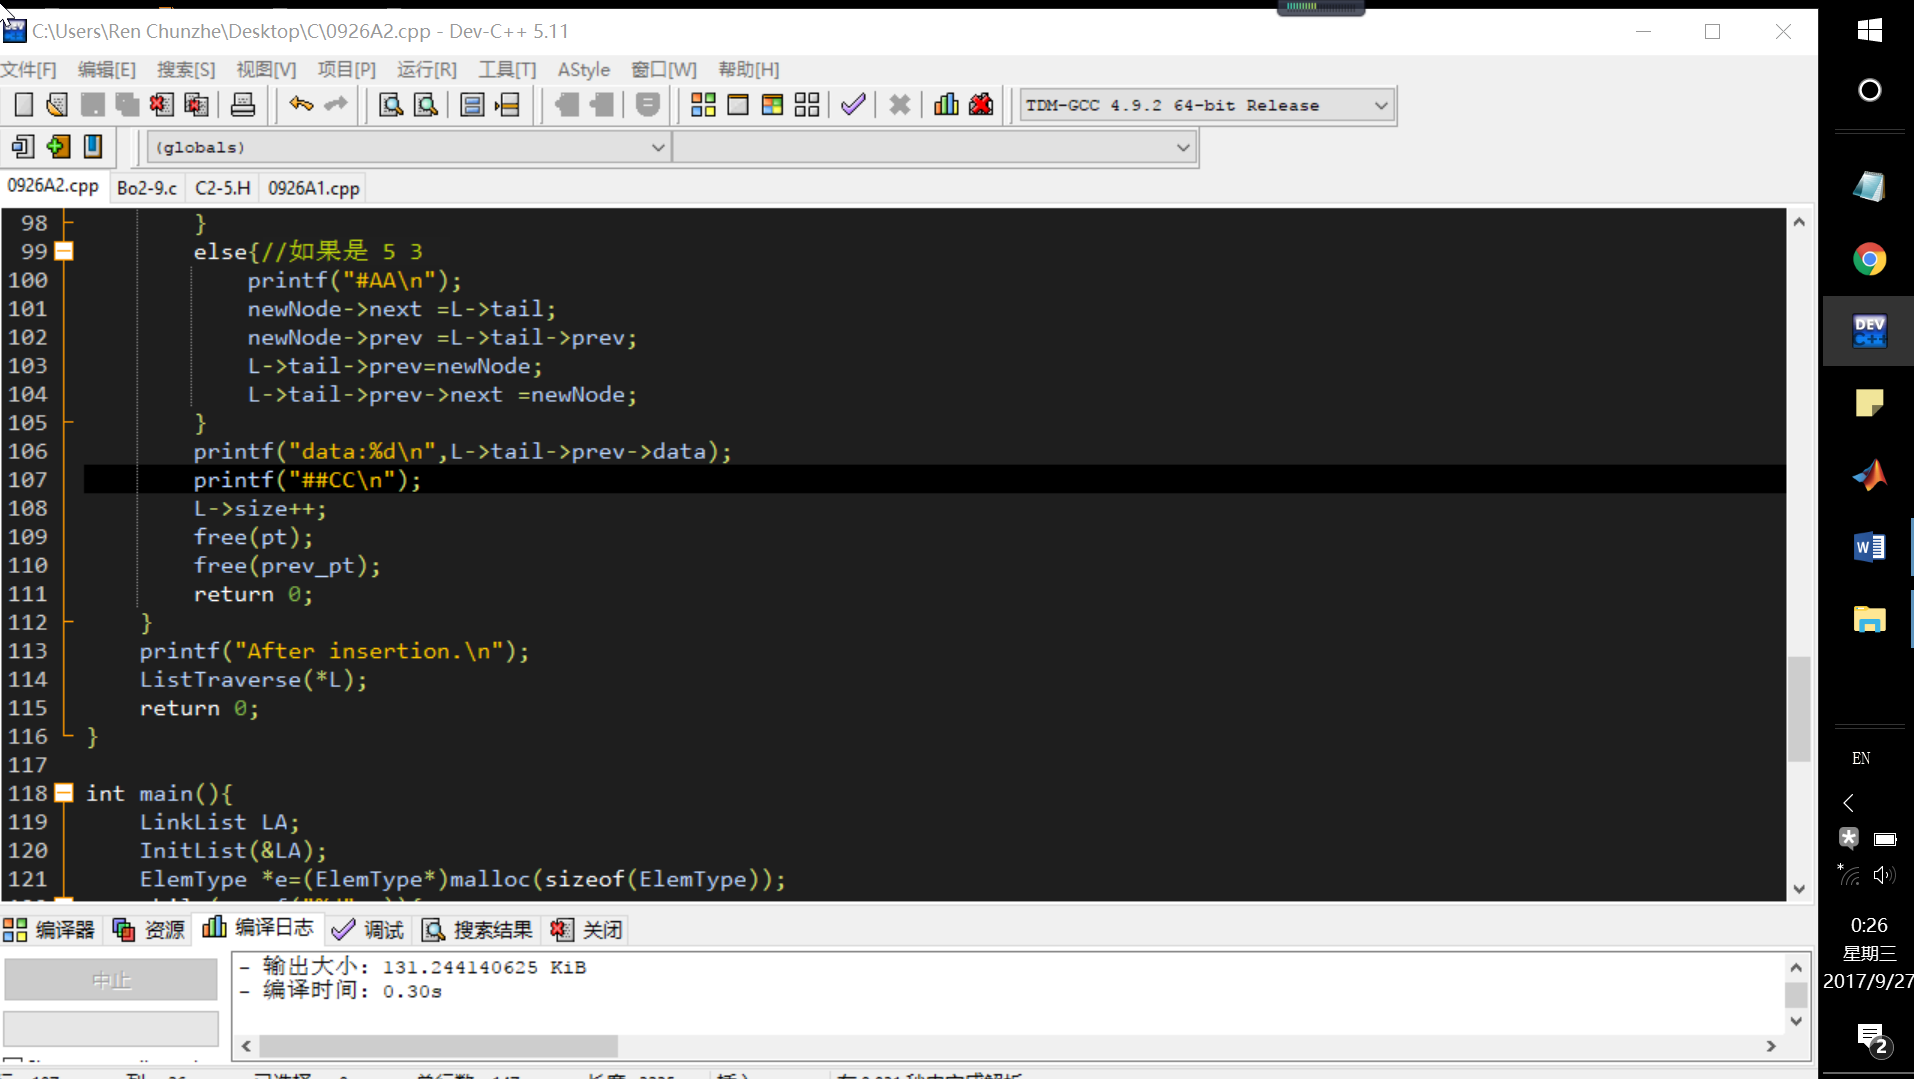 C:\Users\Ren Chunzhe\Desktop\C\0926A2.cpp - Dev-C++ 5.11
文件[F] 编辑[E] 搜索[S] 视图[V] 项目[P] 运行[R] 工具[T] AStyle 窗口[W] 帮助[H]
TDM-GCC 4.9.2 64-bit Release
(globals)
0926A2.cpp Bo2-9.c C2-5.H 0926A1.cpp
98 }
99 else{//如果是 5 3
100 printf("#AA\n");
101 newNode->next =L->tail;
102 newNode->prev =L->tail->prev;
103 L->tail->prev=newNode;
104 L->tail->prev->next =newNode;
105 }
106 printf("data:%d\n",L->tail->prev->data);
107 printf("##CC\n");
108 L->size++;
109 free(pt);
110 free(prev_pt);
111 return 0;
112 }
113 printf("After insertion.\n");
114 ListTraverse(*L);
115 return 0;
116 }
117
118 int main(){
119 LinkList LA;
120 InitList(&LA);
121 ElemType *e=(ElemType*)malloc(sizeof(ElemType));
编译器 资源 编译日志 调试 搜索结果 关闭
中止
- 输出大小: 131.244140625 KiB
- 编译时间: 0.30s
DEV C++
W
EN
0:26
星期三
2017/9/27
2